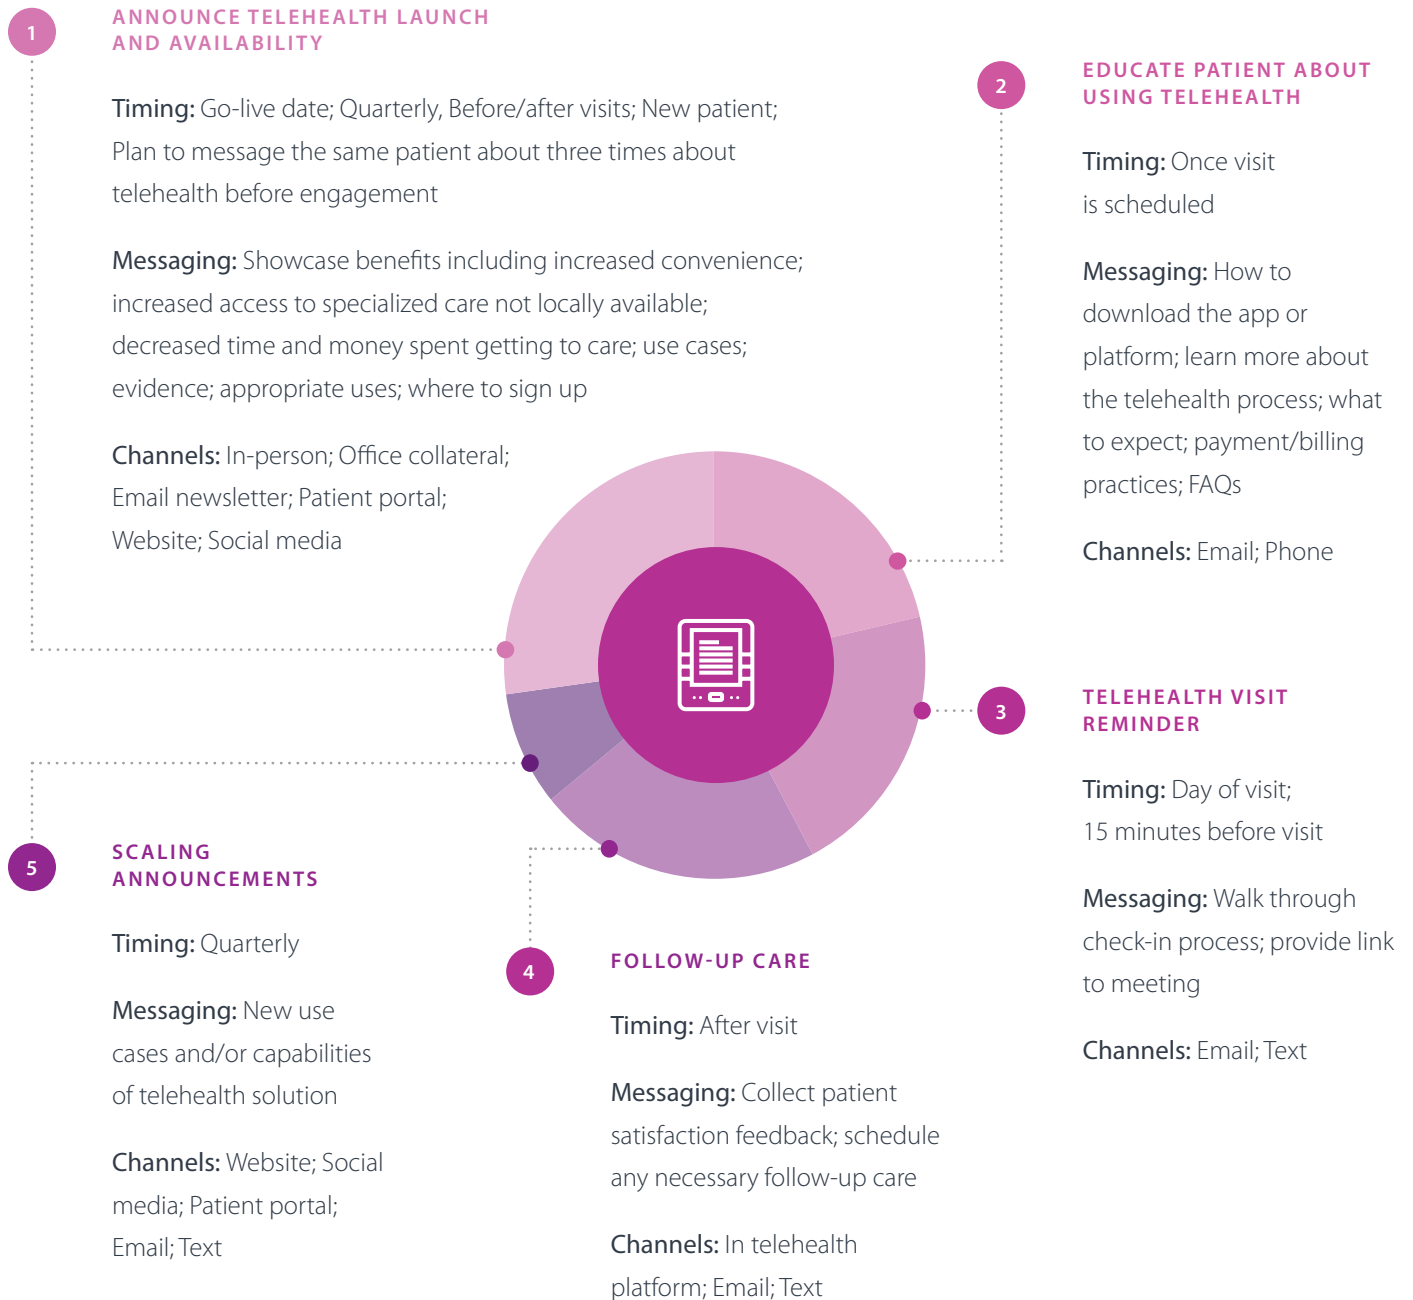 1
ANNOUNCE TELEHEALTH LAUNCH
AND AVAILABILITY
Timing: Go-live date; Quarterly, Before/after visits; New patient;
Plan to message the same patient about three times about
telehealth before engagement
Messaging: Showcase benefits including increased convenience;
increased access to specialized care not locally available;
decreased time and money spent getting to care; use cases;
evidence; appropriate uses; where to sign up
Channels: In-person; Office collateral;
Email newsletter; Patient portal;
Website; Social media
2
EDUCATE PATIENT ABOUT
USING TELEHEALTH
Timing: Once visit
is scheduled
Messaging: How to
download the app or
platform; learn more about
the telehealth process; what
to expect; payment/billing
practices; FAQs
Channels: Email; Phone
3
TELEHEALTH VISIT
REMINDER
Timing: Day of visit;
15 minutes before visit
Messaging: Walk through
check-in process; provide link
to meeting
Channels: Email; Text
4
FOLLOW-UP CARE
Timing: After visit
Messaging: Collect patient
satisfaction feedback; schedule
any necessary follow-up care
Channels: In telehealth
platform; Email; Text
5
SCALING
ANNOUNCEMENTS
Timing: Quarterly
Messaging: New use
cases and/or capabilities
of telehealth solution
Channels: Website; Social
media; Patient portal;
Email; Text